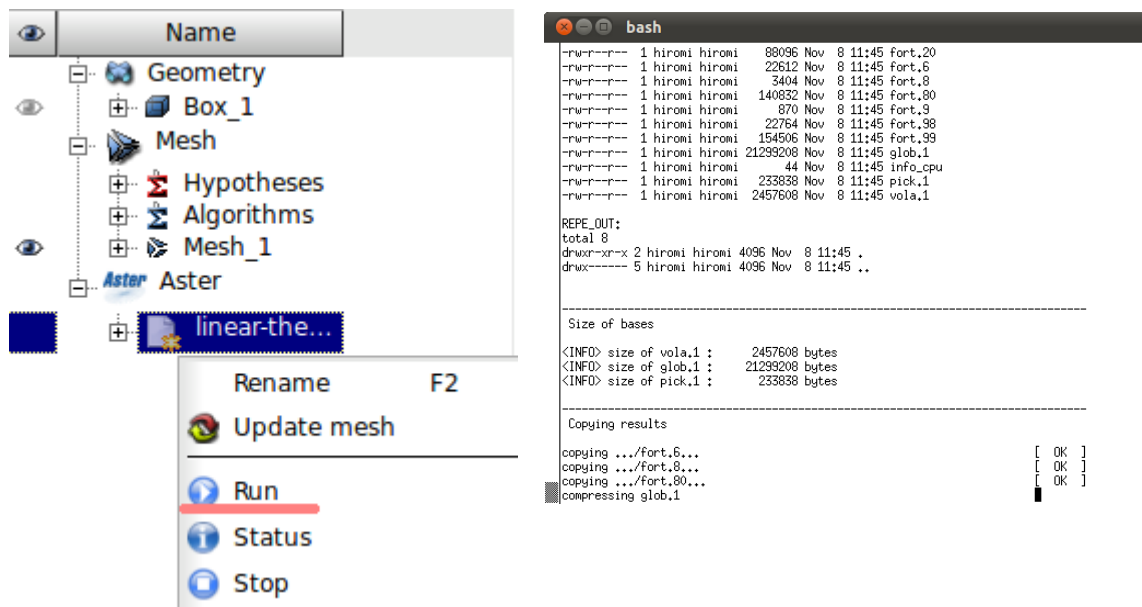 Name
Geometry
Box_1
Mesh
Hypotheses
Algorithms
Mesh_1
Aster Aster
linear-the...
Rename F2
Update mesh
Run
Status
Stop
bash
-rw-r--r-- 1 hiromi hiromi 88096 Nov 8 11:45 fort.20
-rw-r--r-- 1 hiromi hiromi 22612 Nov 8 11:45 fort.6
-rw-r--r-- 1 hiromi hiromi 3404 Nov 8 11:45 fort.8
-rw-r--r-- 1 hiromi hiromi 140832 Nov 8 11:45 fort.80
-rw-r--r-- 1 hiromi hiromi 870 Nov 8 11:45 fort.9
-rw-r--r-- 1 hiromi hiromi 22764 Nov 8 11:45 fort.98
-rw-r--r-- 1 hiromi hiromi 154506 Nov 8 11:45 fort.99
-rw-r--r-- 1 hiromi hiromi 21299208 Nov 8 11:45 glob.1
-rw-r--r-- 1 hiromi hiromi 44 Nov 8 11:45 info_cpu
-rw-r--r-- 1 hiromi hiromi 233838 Nov 8 11:45 pick.1
-rw-r--r-- 1 hiromi hiromi 2457608 Nov 8 11:45 vola.1
REPE_OUT:
total 8
drwxr-xr-x 2 hiromi hiromi 4096 Nov 8 11:45 .
drwx------ 5 hiromi hiromi 4096 Nov 8 11:45 ..
--------------------------------------------------------------------------------
Size of bases
<INFO> size of vola.1 : 2457608 bytes
<INFO> size of glob.1 : 21299208 bytes
<INFO> size of pick.1 : 233838 bytes
--------------------------------------------------------------------------------
Copying results
copying .../fort.6... [ OK ]
copying .../fort.8... [ OK ]
copying .../fort.80... [ OK ]
compressing glob.1